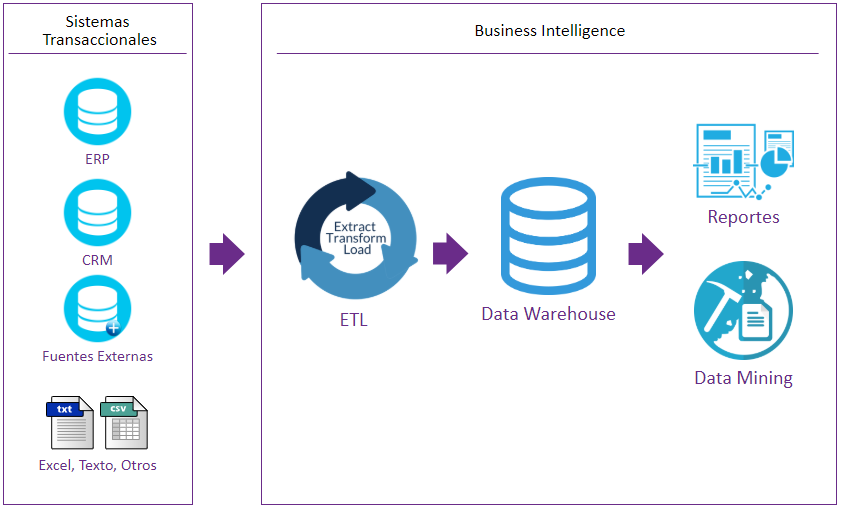 Sistemas
Transaccionales
ERP
CRM
Fuentes Externas
txt
csv
Excel, Texto, Otros
Business Intelligence
Extract
Transform
Load
ETL
Data Warehouse
Reportes
Data Mining